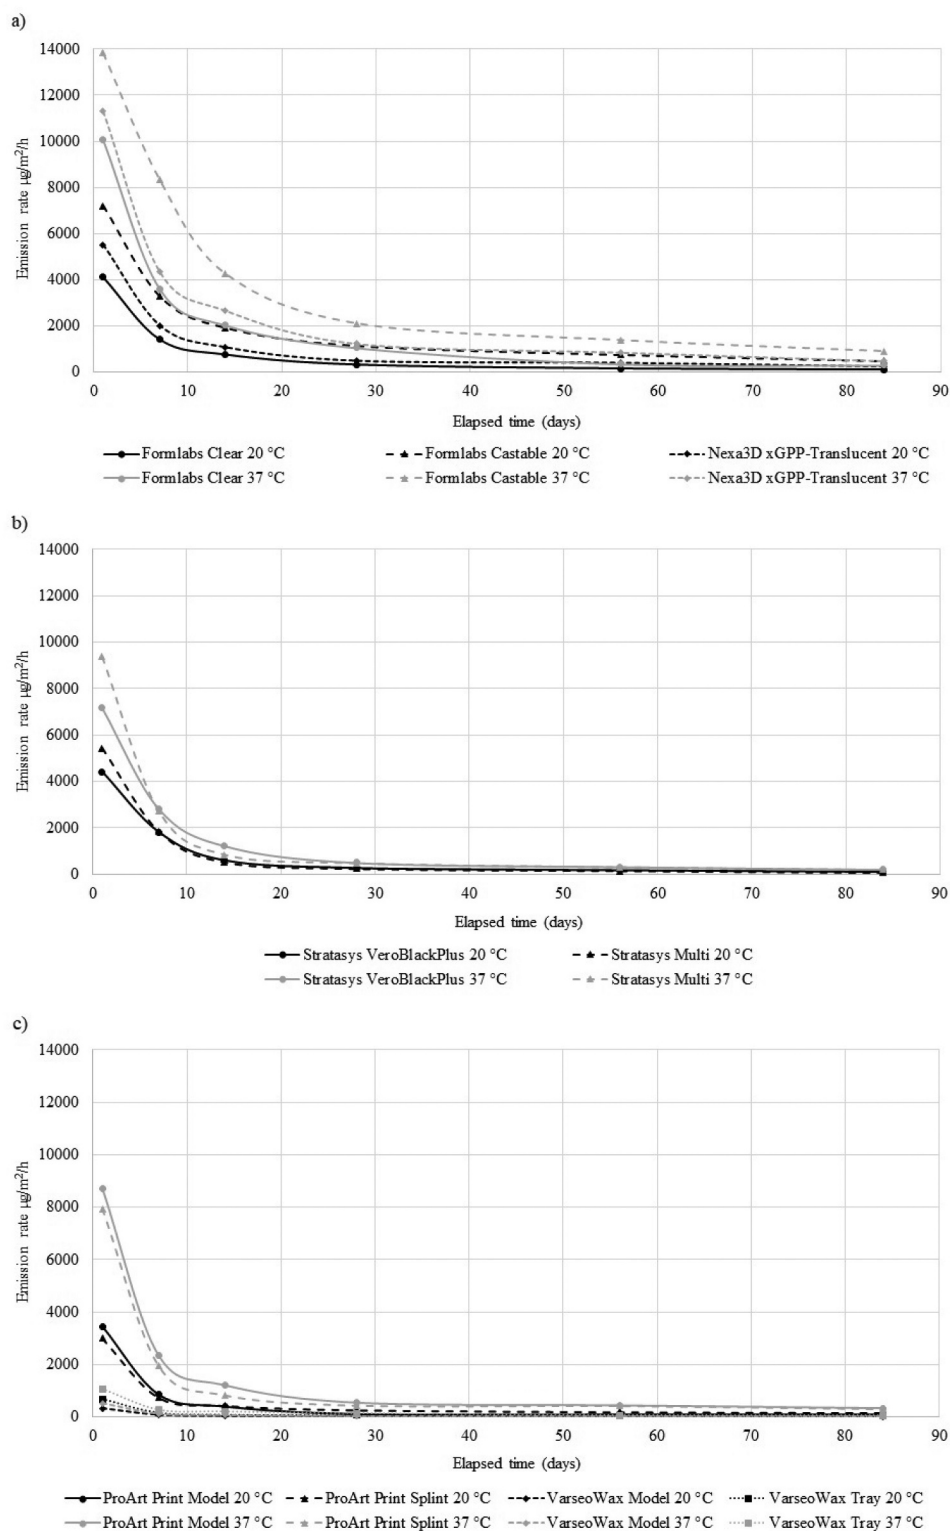 a)
14000
12000
10000
8000
6000
4000
2000
0
Emission rate µg/m²/h
0 10 20 30 40 50 60 70 80 90
Elapsed time (days)
Formlabs Clear 20 °C Formlabs Castable 20 °C Nexa3D xGPP-Translucent 20 °C
Formlabs Clear 37 °C Formlabs Castable 37 °C Nexa3D xGPP-Translucent 37 °C
b)
14000
12000
10000
8000
6000
4000
2000
0
Emission rate µg/m²/h
0 10 20 30 40 50 60 70 80 90
Elapsed time (days)
Stratasys VeroBlackPlus 20 °C Stratasys Multi 20 °C
Stratasys VeroBlackPlus 37 °C Stratasys Multi 37 °C
c)
14000
12000
10000
8000
6000
4000
2000
0
Emission rate µg/m²/h
0 10 20 30 40 50 60 70 80 90
Elapsed time (days)
ProArt Print Model 20 °C ProArt Print Splint 20 °C VarseoWax Model 20 °C VarseoWax Tray 20 °C
ProArt Print Model 37 °C ProArt Print Splint 37 °C VarseoWax Model 37 °C VarseoWax Tray 37 °C